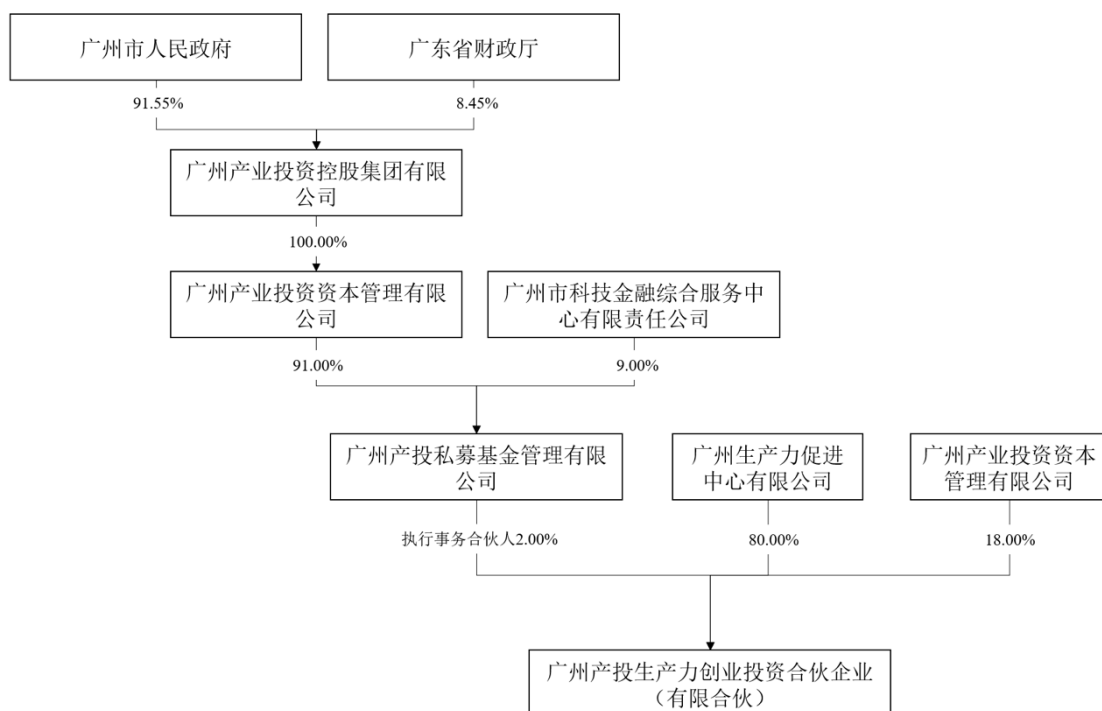 广州市人民政府
广东省财政厅
91.55%
8.45%
广州产业投资控股集团有限
公司
100.00%
广州产业投资资本管理有限
公司
广州市科技金融综合服务中
心有限责任公司
91.00%
9.00%
广州产投私募基金管理有限
公司
广州生产力促进
中心有限公司
广州产业投资资本
管理有限公司
执行事务合伙人2.00%
80.00%
18.00%
广州产投生产力创业投资合伙企业
（有限合伙）